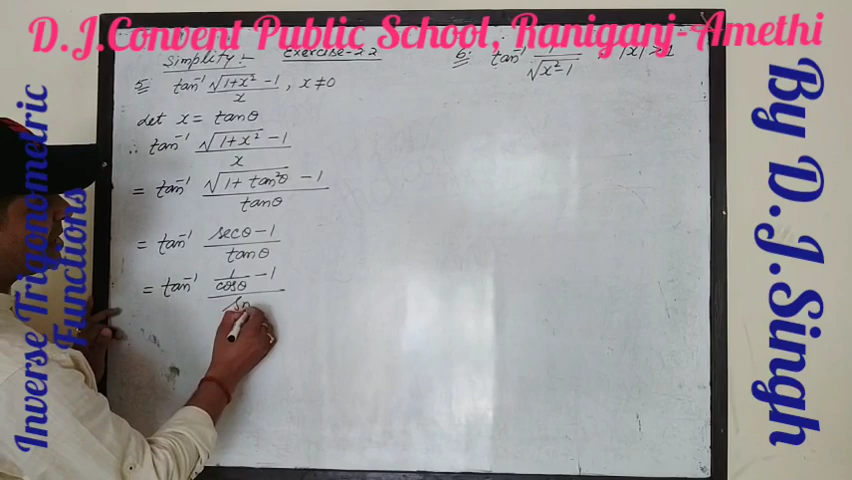 D.J.Convent Public School, Raniganj-Amethi
Simplify:- Exercise-2.2
5: tan⁻¹ (√(1+x²) -1)/x , x≠0
Let x = tanθ
∴ tan⁻¹ (√(1+x²) -1)/x
= tan⁻¹ (√(1+tan²θ) -1)/tanθ
= tan⁻¹ (secθ-1)/tanθ
= tan⁻¹ (1/cosθ -1)/
6: tan⁻¹ 1/√(x²-1) , |x|>1
Inverse Trigonometric
Functions
By D.J.Singh